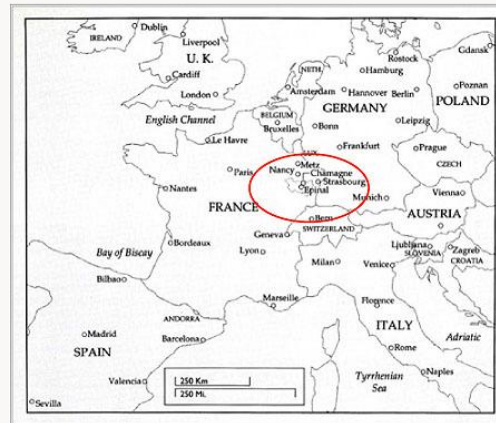 Dublin
IRELAND
Liverpool
U. K.
Cardiff
London
English Channel
Le Havre
Paris
Nantes
FRANCE
Bay of Biscay
Bordeaux
Bilbao
ANDORRA
Madrid
Barcelona
SPAIN
Valencia
Sevilla
Rostock
Gdansk
Hamburg
NETH.
Amsterdam
Hannover
Berlin
Poznan
POLAND
GERMANY
BELGIUM
Bruxelles
Bonn
Leipzig
LUX.
Frankfurt
Prague
CZECH
Metz
Nancy
Chamagne
Strasbourg
Epinal
Munich
Vienna
AUSTRIA
Bern
SWITZERLAND
Geneva
Lyon
Milan
Venice
Ljubljana
SLOVENIA
Zagreb
CROATIA
Marseille
Florence
ITALY
Adriatic
Rome
Tyrrhenian
Sea
Naples
250 Km
250 Mi.